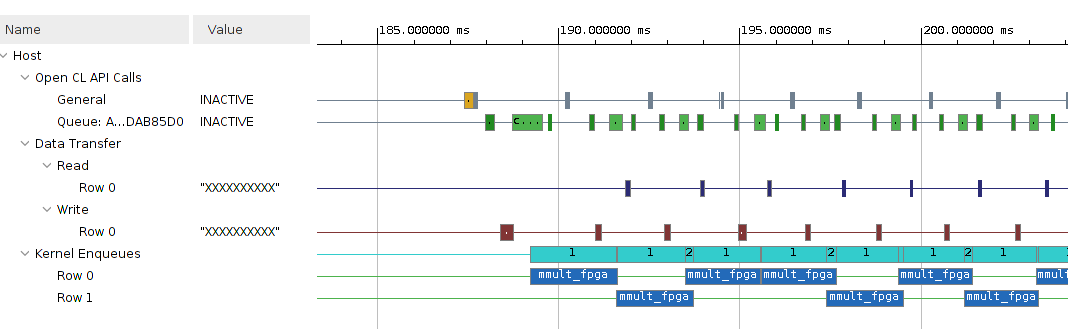 Name Value 185.000000 ms 190.000000 ms 195.000000 ms 200.000000 ms
Host
Open CL API Calls
General INACTIVE .
Queue: A...DAB85D0 INACTIVE C... . . . . . . .
Data Transfer
Read
Row 0 "XXXXXXXXXX"
Write
Row 0 "XXXXXXXXXX" . .
Kernel Enqueues 1 1 2 1 1 2 1 1 2 1 1
Row 0 mmult_fpga mmult_fpga mmult_fpga mmult_fpga mmult
Row 1 mmult_fpga mmult_fpga mmult_fpga